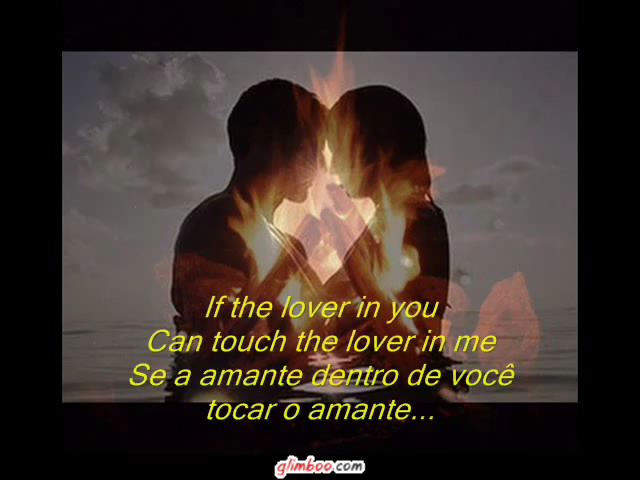 If the lover in you
Can touch the lover in me
Se a amante dentro de você
tocar o amante...
glimboo.com